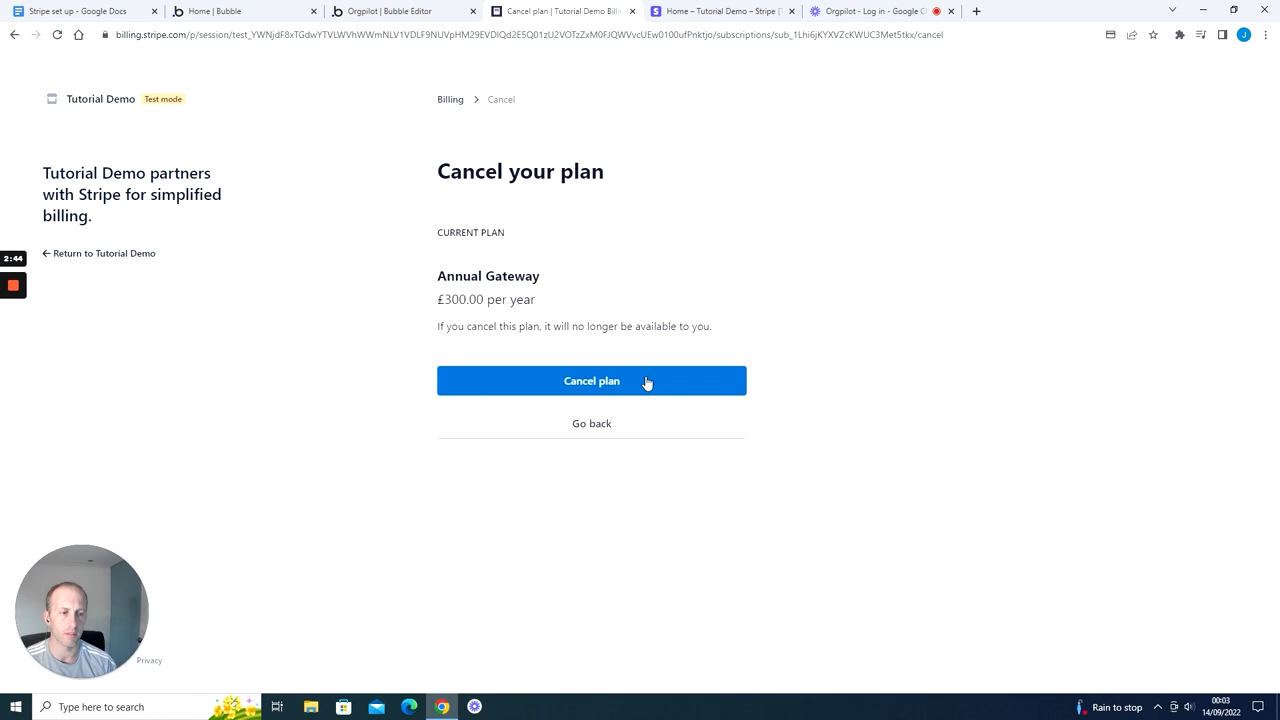 Stripe set up - Google Docs
Home | Bubble
Orgpilot | Bubble Editor
Cancel plan | Tutorial Demo Billi
Home – Tutorial Demo – Stripe [T
Orgpilot - Log in - Google C
billing.stripe.com/p/session/test_YWNjdF8xTGdwYTVLWVhWWmNLV1VDLF9NUVpHM29EVDlQd2E5Q01zU2VOTzZxM0FJQWVvcUEw0100ufPnktjo/subscriptions/sub_1Lhi6jKYXVZcKWUC3Met5tkx/cancel
J
Tutorial Demo
Test mode
Billing
Cancel
Tutorial Demo partners
with Stripe for simplified
billing.
← Return to Tutorial Demo
Cancel your plan
CURRENT PLAN
Annual Gateway
£300.00 per year
If you cancel this plan, it will no longer be available to you.
Cancel plan
Go back
2:44
Privacy
Type here to search
Rain to stop
00:03
14/09/2022